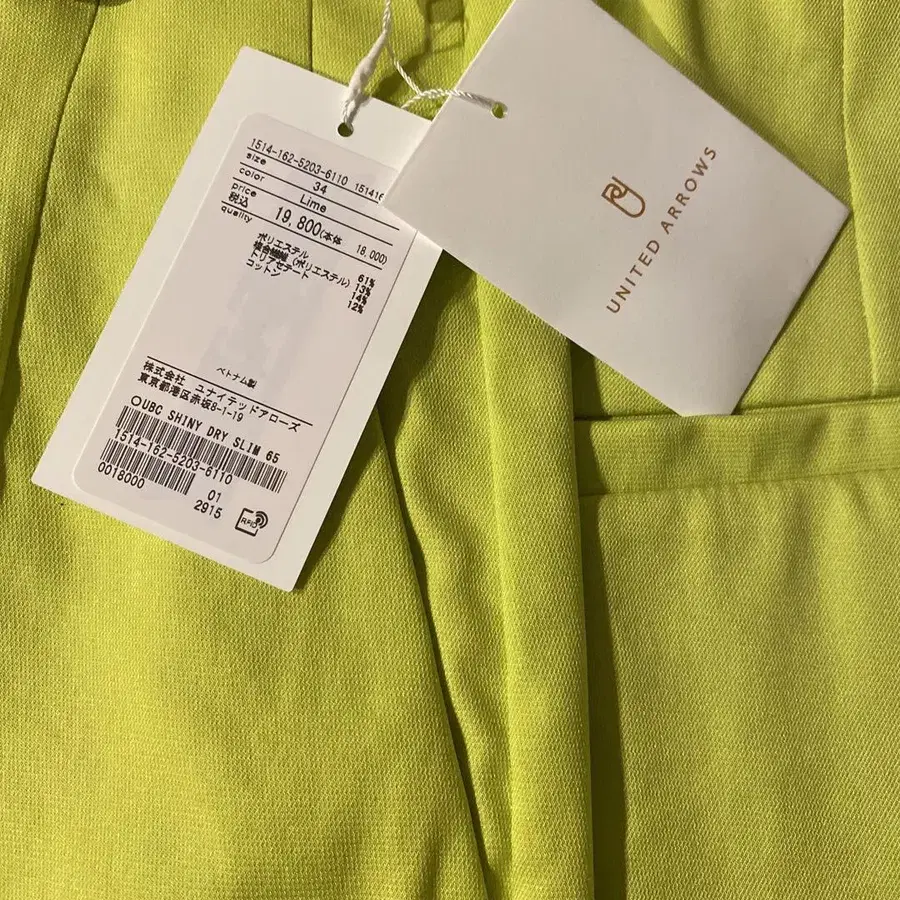 1514-162-5203-6110 151416
size 34
color Lime
price
税込 19,800(本体 18,000)
quality
ポリエステル 61%
複合繊維 (ポリエステル) 13%
トリアセテート 14%
コットン 12%
ベトナム製
株式会社 ユナイテッドアローズ
東京都港区赤坂8-1-19
OUBC SHINY DRY SLIM 65
1514-162-5203-6110
0018000 01
2915
RFID
UNITED ARROWS